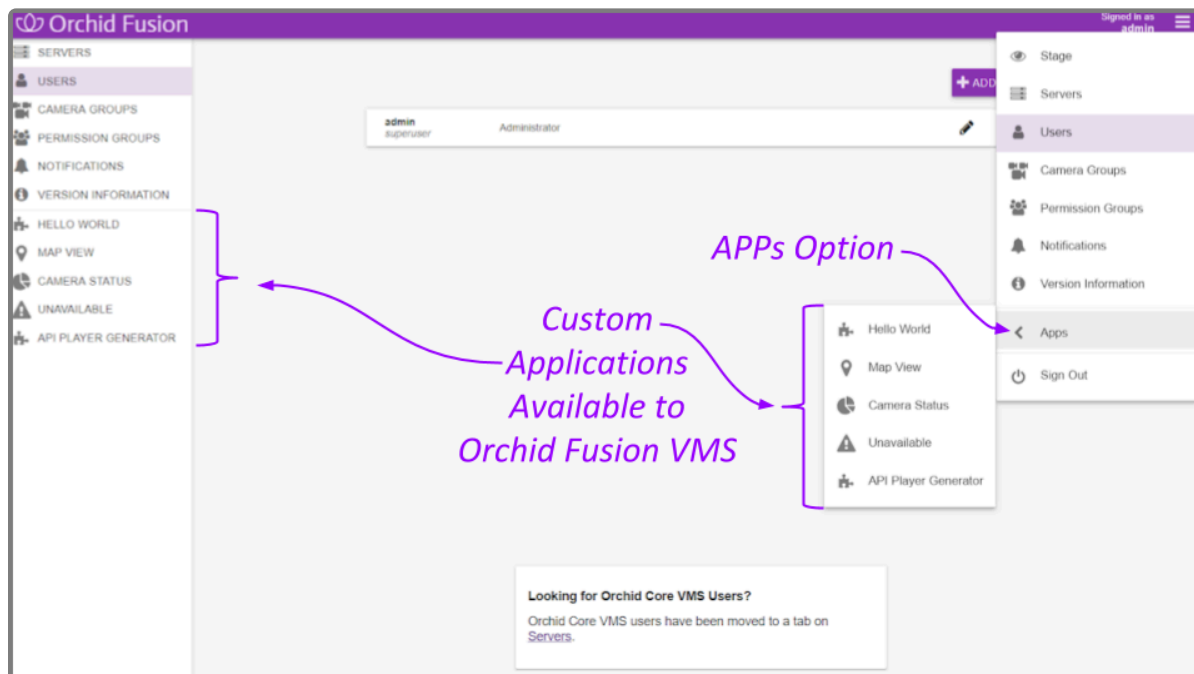 Orchid Fusion
Signed in as
admin
SERVERS
USERS
CAMERA GROUPS
PERMISSION GROUPS
NOTIFICATIONS
VERSION INFORMATION
HELLO WORLD
MAP VIEW
CAMERA STATUS
UNAVAILABLE
API PLAYER GENERATOR
+ ADD
admin
superuser
Administrator
Stage
Servers
Users
Camera Groups
Permission Groups
Notifications
Version Information
Apps
Sign Out
APPs Option
Custom
Applications
Available to
Orchid Fusion VMS
Hello World
Map View
Camera Status
Unavailable
API Player Generator
Looking for Orchid Core VMS Users?
Orchid Core VMS users have been moved to a tab on
Servers.